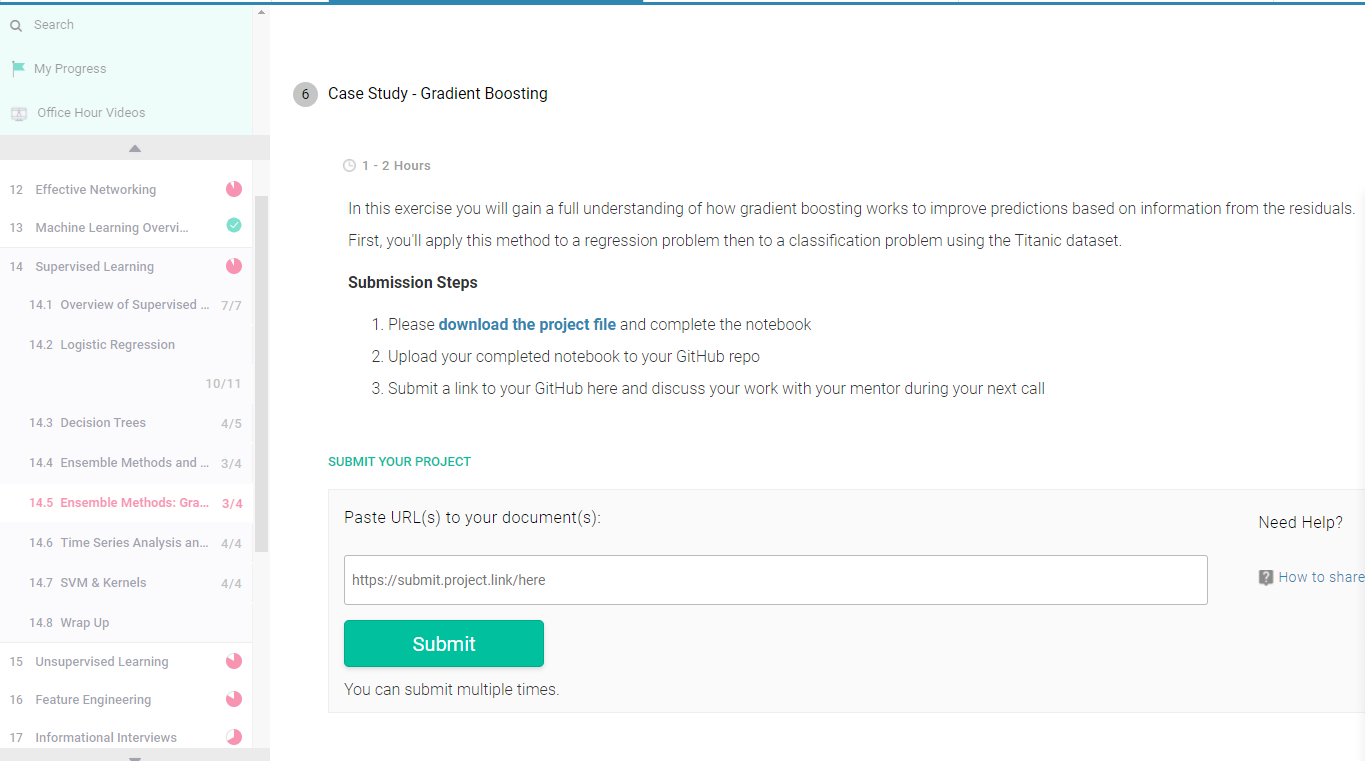 Search
My Progress
Office Hour Videos
12 Effective Networking
13 Machine Learning Overvi...
14 Supervised Learning
14.1 Overview of Supervised ... 7/7
14.2 Logistic Regression
10/11
14.3 Decision Trees 4/5
14.4 Ensemble Methods and ... 3/4
14.5 Ensemble Methods: Gra... 3/4
14.6 Time Series Analysis an... 4/4
14.7 SVM & Kernels 4/4
14.8 Wrap Up
15 Unsupervised Learning
16 Feature Engineering
17 Informational Interviews
6 Case Study - Gradient Boosting
1 - 2 Hours
In this exercise you will gain a full understanding of how gradient boosting works to improve predictions based on information from the residuals.
First, you'll apply this method to a regression problem then to a classification problem using the Titanic dataset.
Submission Steps
1. Please download the project file and complete the notebook
2. Upload your completed notebook to your GitHub repo
3. Submit a link to your GitHub here and discuss your work with your mentor during your next call
SUBMIT YOUR PROJECT
Paste URL(s) to your document(s):
https://submit.project.link/here
Submit
You can submit multiple times.
Need Help?
? How to share